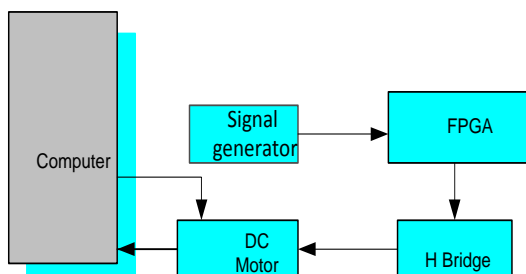 Signal
generator
FPGA
Computer
DC
Motor
H Bridge